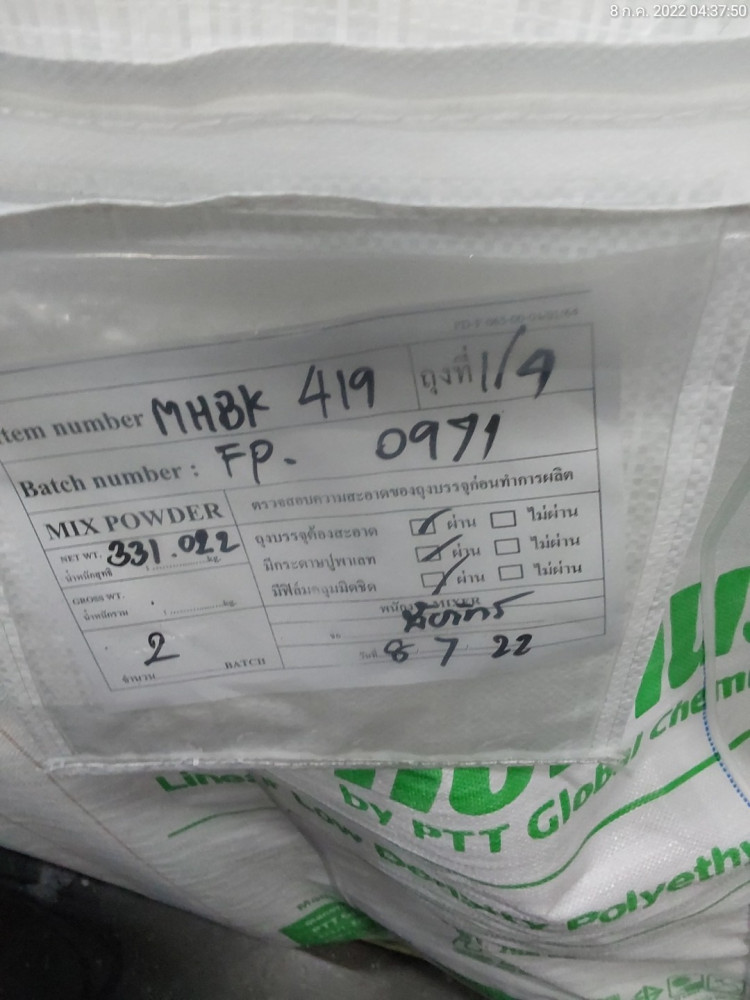 8 ก.ค. 2022 04:37:50
Item number MHBK 419 ถุงที่ 1/9
Batch number : FP. 0971
MIX POWDER
NET WT. 331.022 kg.
น้ำหนักสุทธิ
GROSS WT. kg.
น้ำหนักรวม
2
จำนวน BATCH
ตรวจสอบความสะอาดของถุงบรรจุก่อนทำการผลิต
ถุงบรรจุต้องสะอาด ผ่าน ไม่ผ่าน
มีกระดาษปูพาเลท ผ่าน ไม่ผ่าน
มีฟิล์มคลุมมิดชิด ผ่าน ไม่ผ่าน
MIXER
วันที่ 8 7 22
by PTT Global Chem
Linear Low Density Polyethy